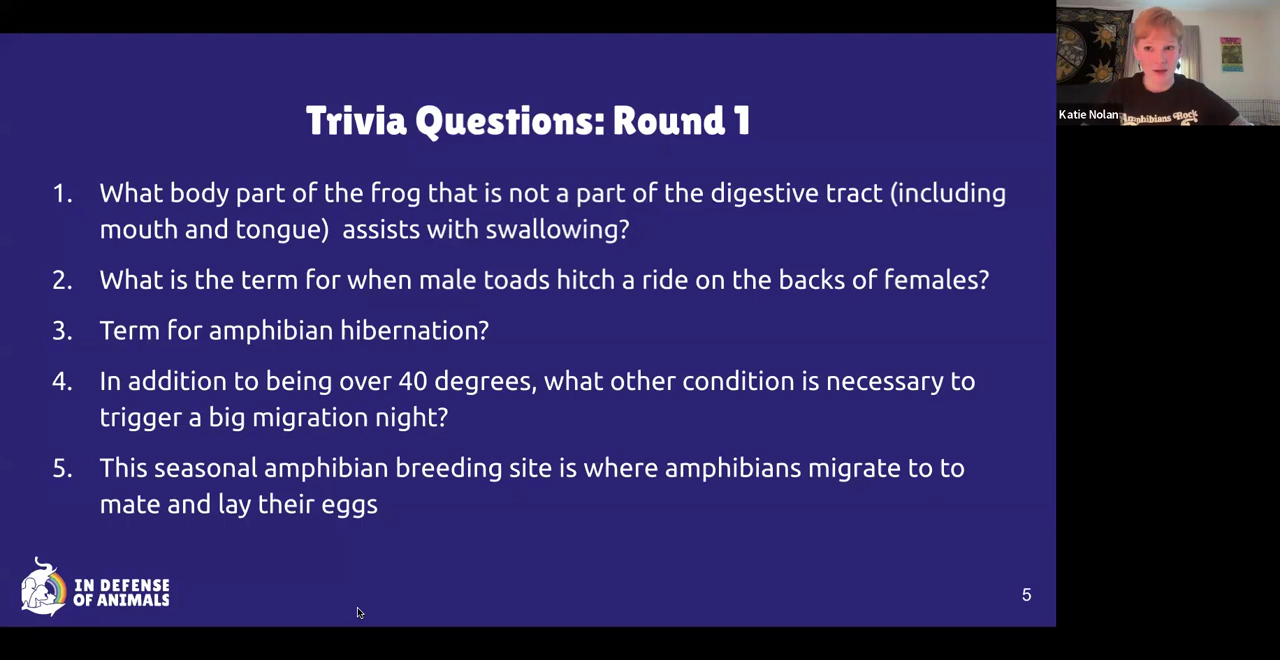 Trivia Questions: Round 1
1. What body part of the frog that is not a part of the digestive tract (including
mouth and tongue) assists with swallowing?
2. What is the term for when male toads hitch a ride on the backs of females?
3. Term for amphibian hibernation?
4. In addition to being over 40 degrees, what other condition is necessary to
trigger a big migration night?
5. This seasonal amphibian breeding site is where amphibians migrate to to
mate and lay their eggs
IN DEFENSE
OF ANIMALS
5
Katie Nolan
Amphibians Rock